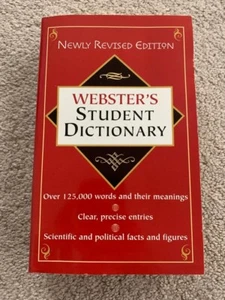 NEWLY REVISED EDITION
WEBSTER'S
STUDENT
DICTIONARY
Over 125,000 words and their meanings
Clear, precise entries
Scientific and political facts and figures